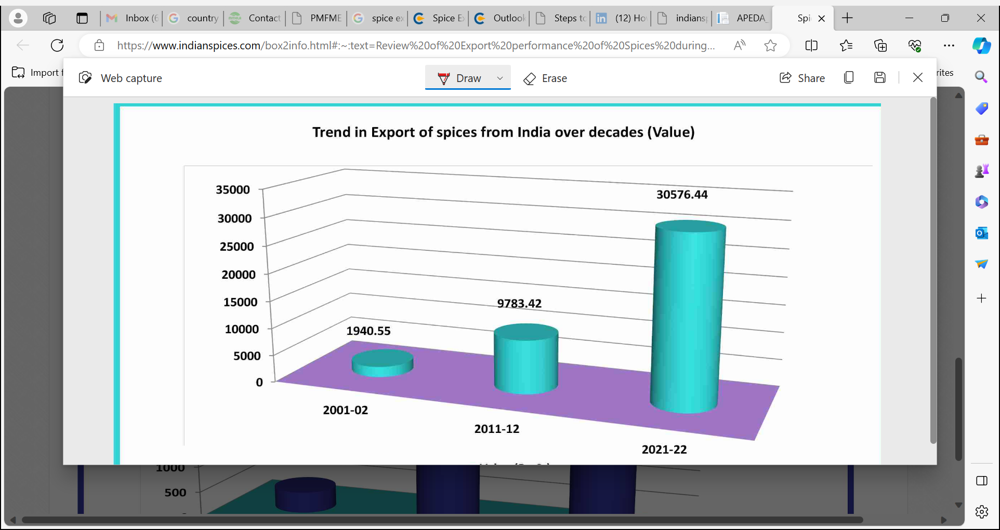 Inbox (6
country
Contact
PMFME
spice ex
Spice Ex
Outlook
Steps to
(12) Ho
indiansp
APEDA_
Spi
https://www.indianspices.com/box2info.html#:~:text=Review%20of%20Export%20performance%20of%20Spices%20during...
Import f
rites
Web capture
Draw
Erase
Share
Trend in Export of spices from India over decades (Value)
35000
30000
25000
20000
15000
10000
5000
0
1940.55
9783.42
30576.44
2001-02
2011-12
2021-22
1000
500